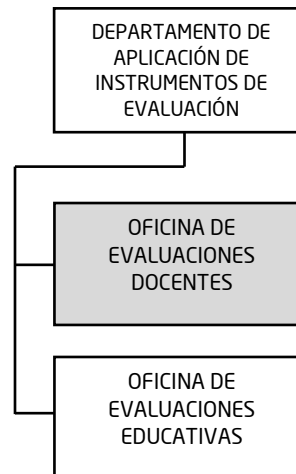 DEPARTAMENTO DE
APLICACIÓN DE
INSTRUMENTOS DE
EVALUACIÓN
OFICINA DE
EVALUACIONES
DOCENTES
OFICINA DE
EVALUACIONES
EDUCATIVAS